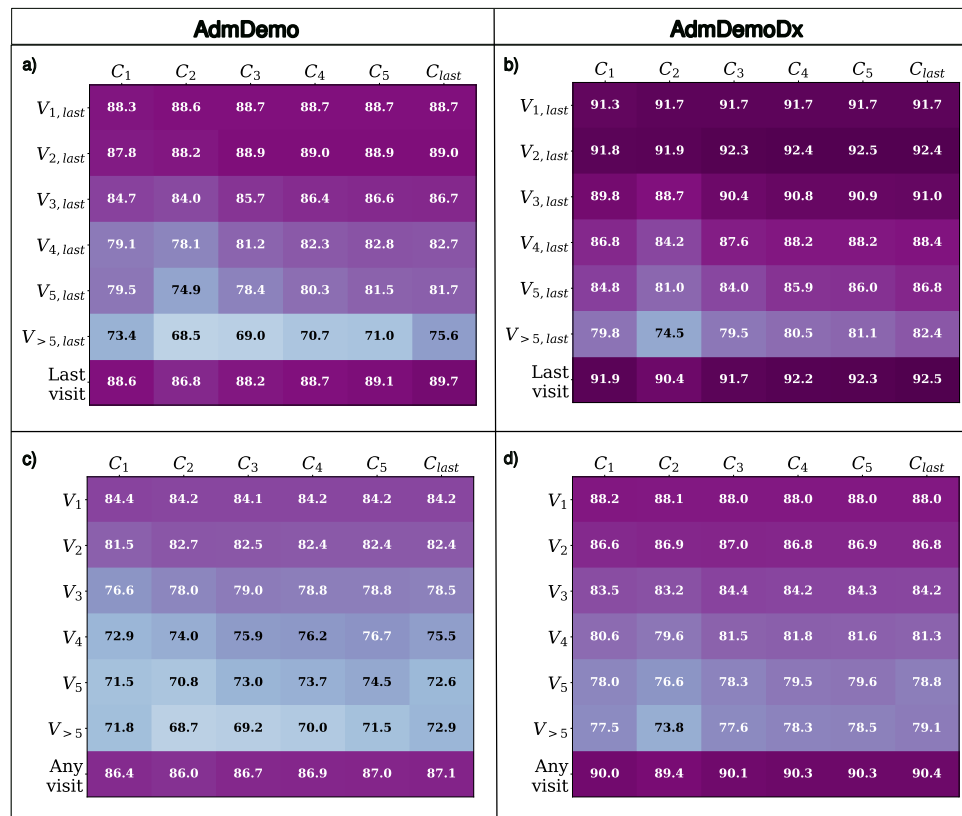 AdmDemo AdmDemoDx
a)
C1 C2 C3 C4 C5 Clast
V1, last 88.3 88.6 88.7 88.7 88.7 88.7
V2, last 87.8 88.2 88.9 89.0 88.9 89.0
V3, last 84.7 84.0 85.7 86.4 86.6 86.7
V4, last 79.1 78.1 81.2 82.3 82.8 82.7
V5, last 79.5 74.9 78.4 80.3 81.5 81.7
V>5, last 73.4 68.5 69.0 70.7 71.0 75.6
Last visit 88.6 86.8 88.2 88.7 89.1 89.7
b)
C1 C2 C3 C4 C5 Clast
V1, last 91.3 91.7 91.7 91.7 91.7 91.7
V2, last 91.8 91.9 92.3 92.4 92.5 92.4
V3, last 89.8 88.7 90.4 90.8 90.9 91.0
V4, last 86.8 84.2 87.6 88.2 88.2 88.4
V5, last 84.8 81.0 84.0 85.9 86.0 86.8
V>5, last 79.8 74.5 79.5 80.5 81.1 82.4
Last visit 91.9 90.4 91.7 92.2 92.3 92.5
c)
C1 C2 C3 C4 C5 Clast
V1 84.4 84.2 84.1 84.2 84.2 84.2
V2 81.5 82.7 82.5 82.4 82.4 82.4
V3 76.6 78.0 79.0 78.8 78.8 78.5
V4 72.9 74.0 75.9 76.2 76.7 75.5
V5 71.5 70.8 73.0 73.7 74.5 72.6
V>5 71.8 68.7 69.2 70.0 71.5 72.9
Any visit 86.4 86.0 86.7 86.9 87.0 87.1
d)
C1 C2 C3 C4 C5 Clast
V1 88.2 88.1 88.0 88.0 88.0 88.0
V2 86.6 86.9 87.0 86.8 86.9 86.8
V3 83.5 83.2 84.4 84.2 84.3 84.2
V4 80.6 79.6 81.5 81.8 81.6 81.3
V5 78.0 76.6 78.3 79.5 79.6 78.8
V>5 77.5 73.8 77.6 78.3 78.5 79.1
Any visit 90.0 89.4 90.1 90.3 90.3 90.4